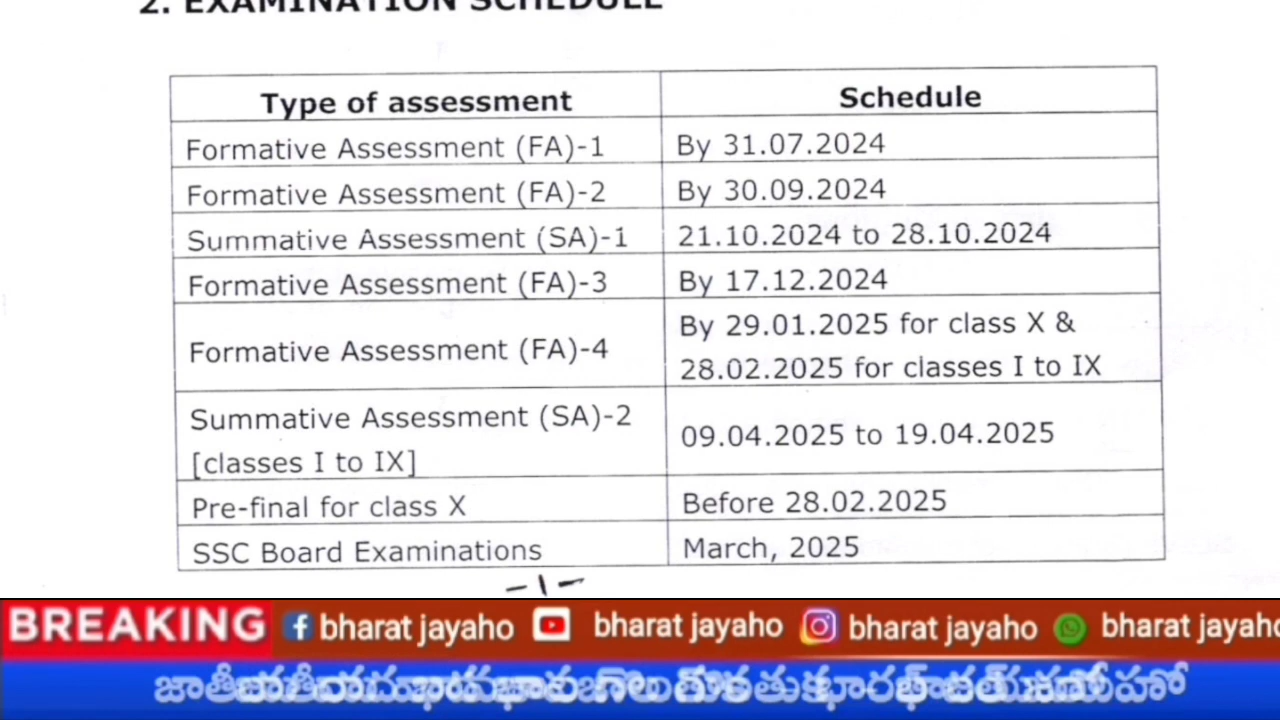 2. EXAMINATION SCHEDULE
Type of assessment Schedule
Formative Assessment (FA)-1 By 31.07.2024
Formative Assessment (FA)-2 By 30.09.2024
Summative Assessment (SA)-1 21.10.2024 to 28.10.2024
Formative Assessment (FA)-3 By 17.12.2024
Formative Assessment (FA)-4 By 29.01.2025 for class X &
28.02.2025 for classes I to IX
Summative Assessment (SA)-2
[classes I to IX] 09.04.2025 to 19.04.2025
Pre-final for class X Before 28.02.2025
SSC Board Examinations March, 2025
-1-
BREAKING bharat jayaho bharat jayaho bharat jayaho bharat jayaho